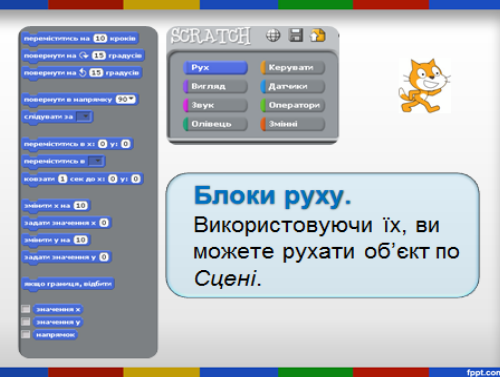 переміститись на 10 кроків
повернути на 15 градусів
повернути на 15 градусів
повернути в напрямку 90
слідувати за
переміститись в x: 0 y: 0
переміститись в
ковзати 1 сек до x: 0 y: 0
змінити x на 10
задати значення x 0
змінити y на 10
задати значення y 0
якщо границя, відбити
значення x
значення y
напрямок
SCRATCH
Рух Керувати
Вигляд Датчики
Звук Оператори
Олівець Змінні
Блоки руху.
Використовуючи їх, ви
можете рухати об’єкт по
Сцені.
fppt.com